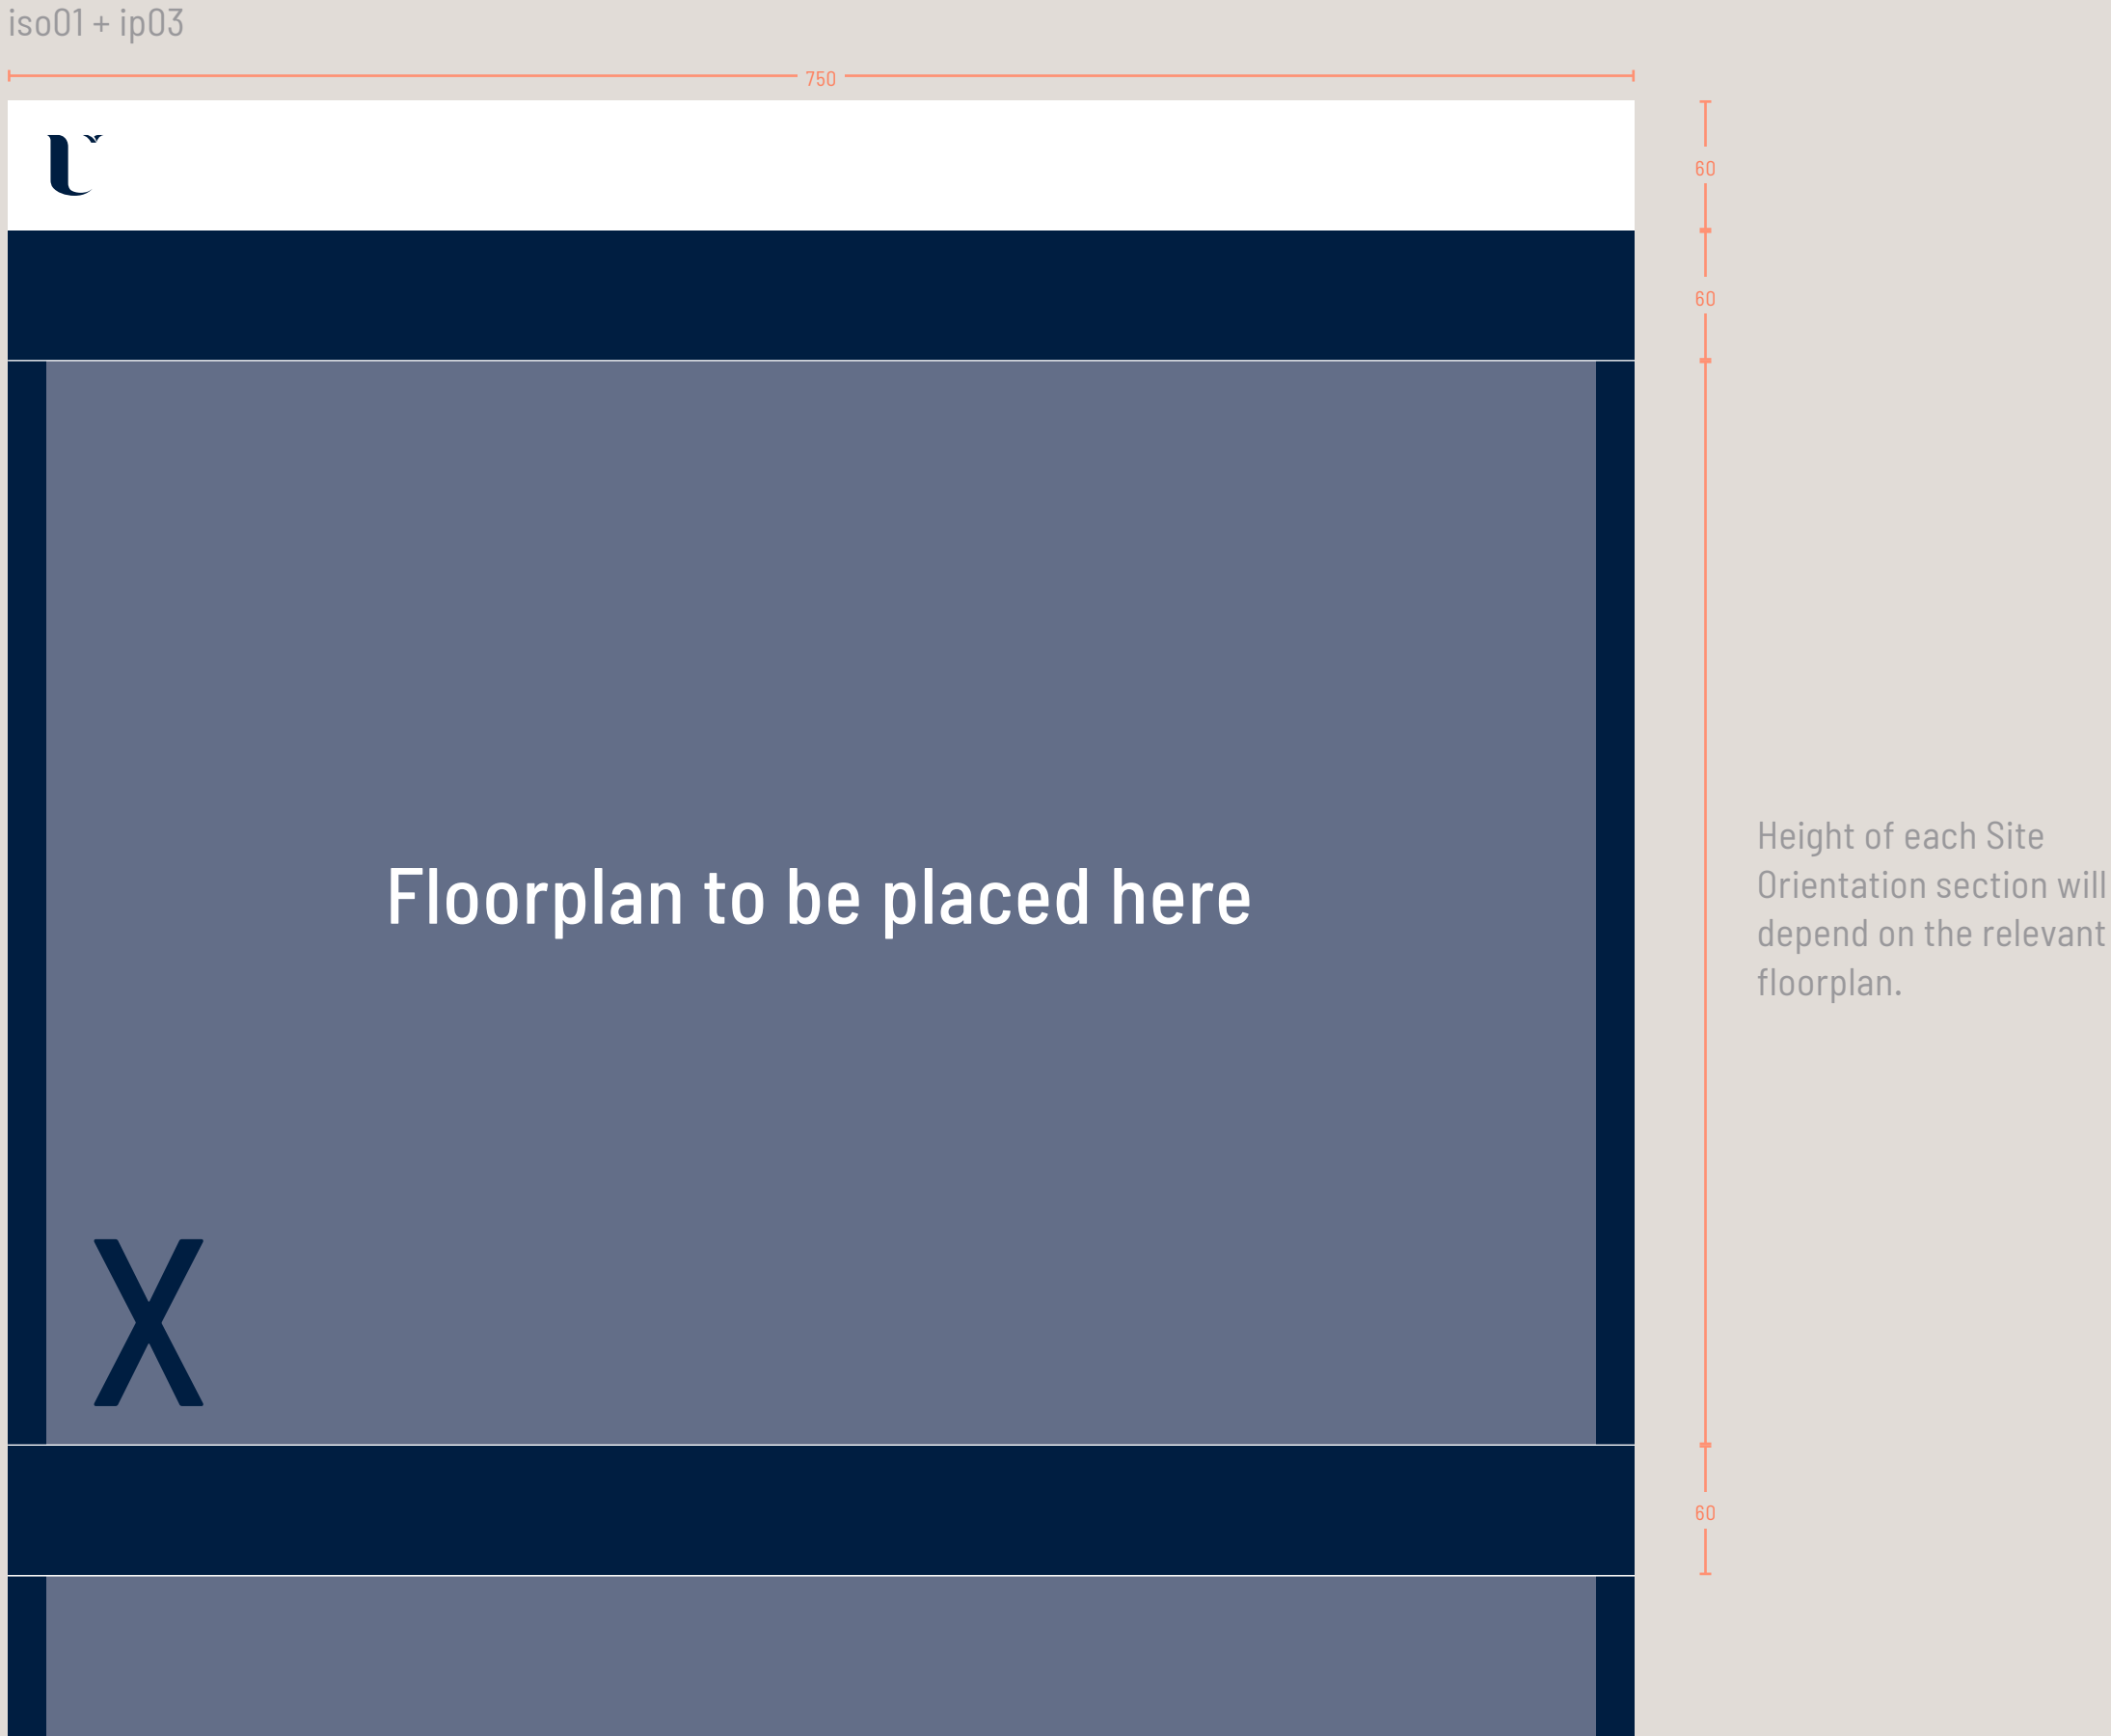 iso01 + ip03
750
60
60
Height of each Site
Orientation section will
depend on the relevant
floorplan.
Floorplan to be placed here
X
60